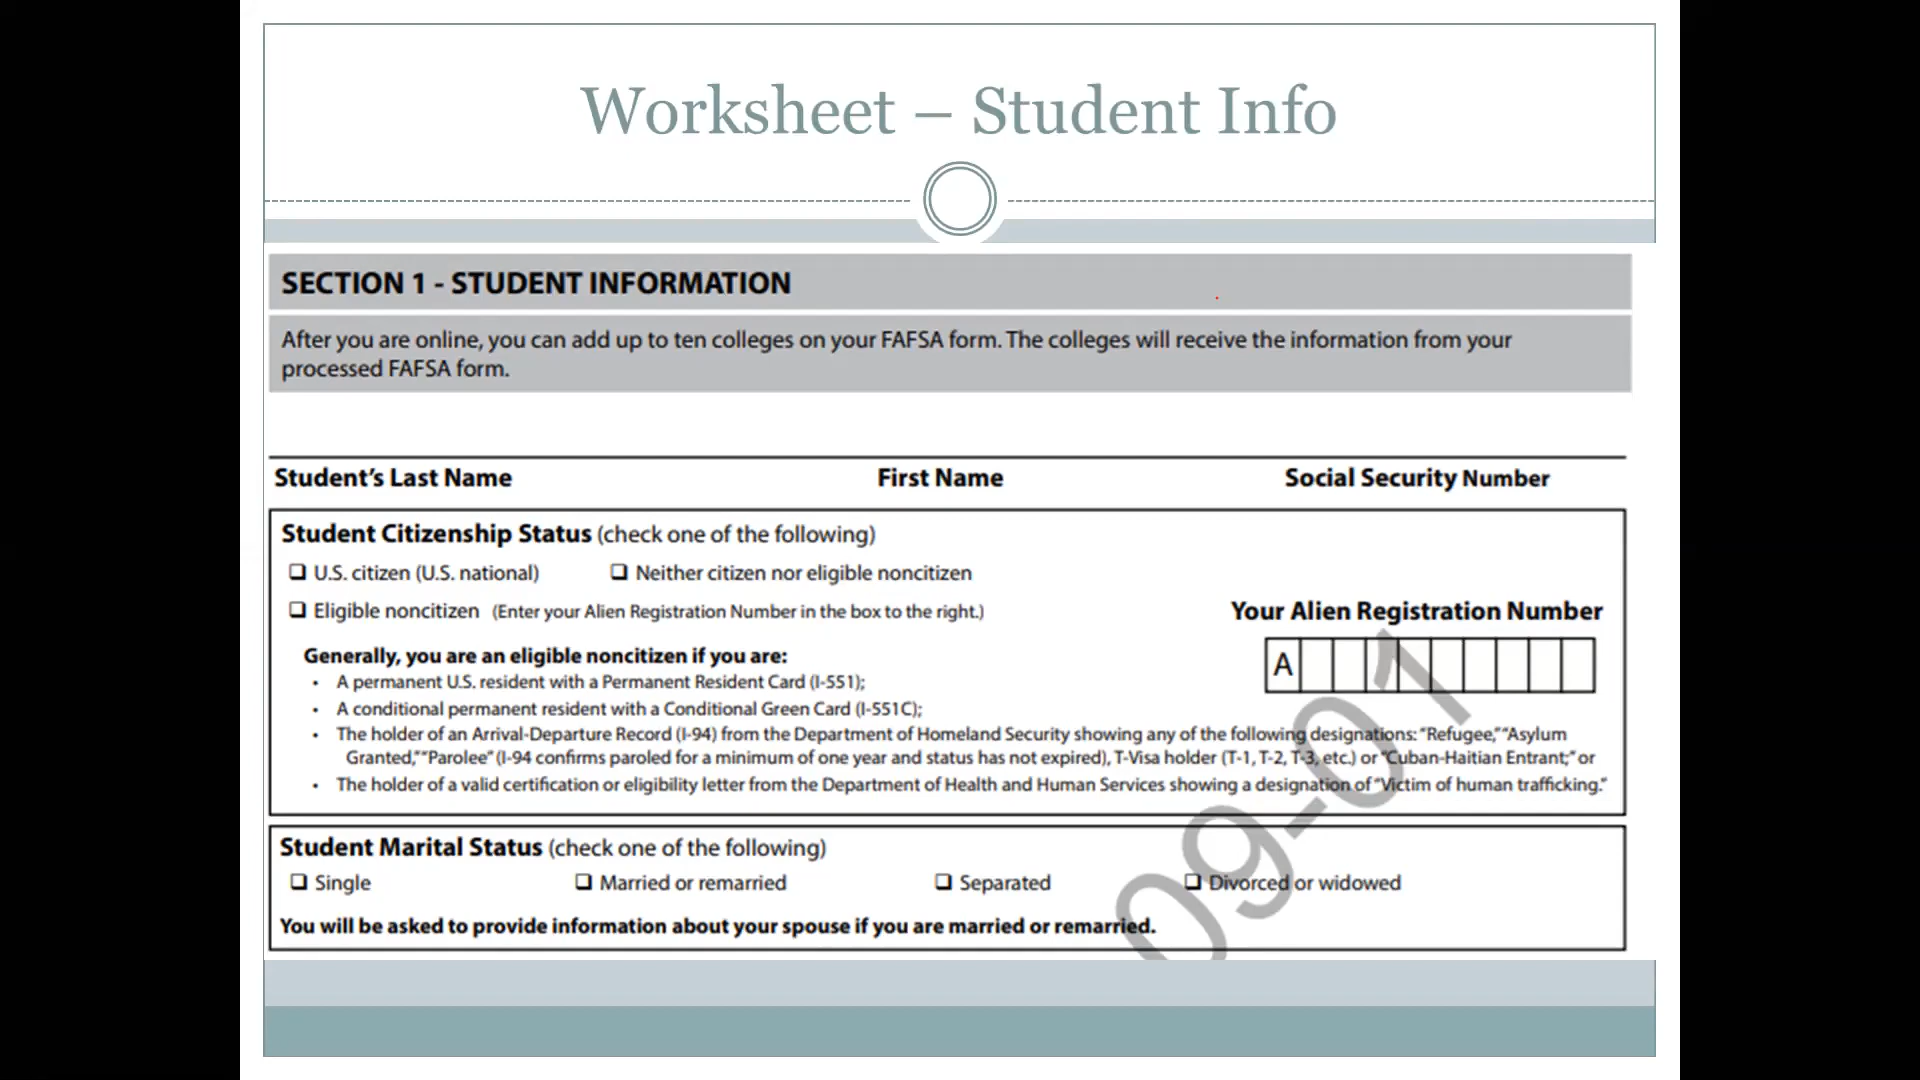 Worksheet – Student Info
SECTION 1 - STUDENT INFORMATION
After you are online, you can add up to ten colleges on your FAFSA form. The colleges will receive the information from your
processed FAFSA form.
Student’s Last Name First Name Social Security Number
Student Citizenship Status (check one of the following)
❑ U.S. citizen (U.S. national) ❑ Neither citizen nor eligible noncitizen
❑ Eligible noncitizen (Enter your Alien Registration Number in the box to the right.)
Your Alien Registration Number
A
Generally, you are an eligible noncitizen if you are:
• A permanent U.S. resident with a Permanent Resident Card (I-551);
• A conditional permanent resident with a Conditional Green Card (I-551C);
• The holder of an Arrival-Departure Record (I-94) from the Department of Homeland Security showing any of the following designations: “Refugee,” “Asylum
Granted,” “Parolee” (I-94 confirms paroled for a minimum of one year and status has not expired), T-Visa holder (T-1, T-2, T-3, etc.) or “Cuban-Haitian Entrant;” or
• The holder of a valid certification or eligibility letter from the Department of Health and Human Services showing a designation of “Victim of human trafficking.”
Student Marital Status (check one of the following)
❑ Single ❑ Married or remarried ❑ Separated ❑ Divorced or widowed
You will be asked to provide information about your spouse if you are married or remarried.
09-01